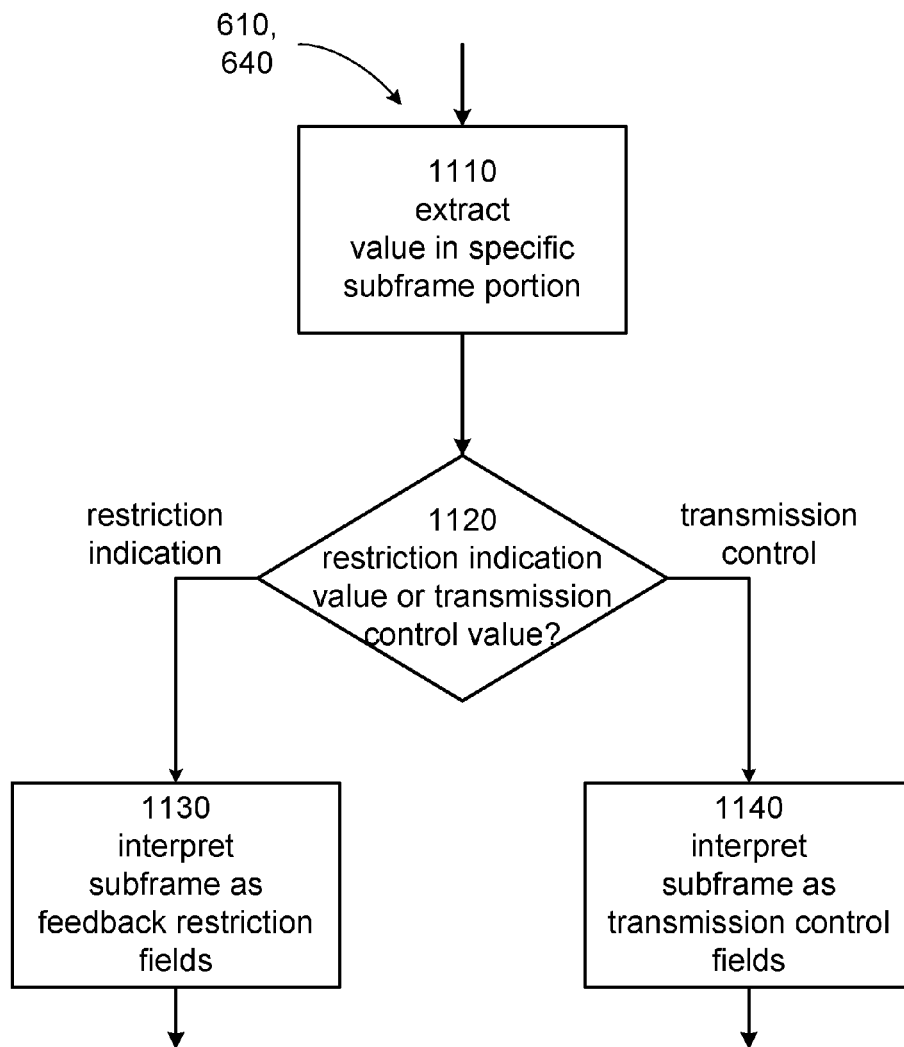 610,
640
1110
extract
value in specific
subframe portion
restriction
indication
1120
restriction indication
value or transmission
control value?
transmission
control
1130
interpret
subframe as
feedback restriction
fields
1140
interpret
subframe as
transmission control
fields